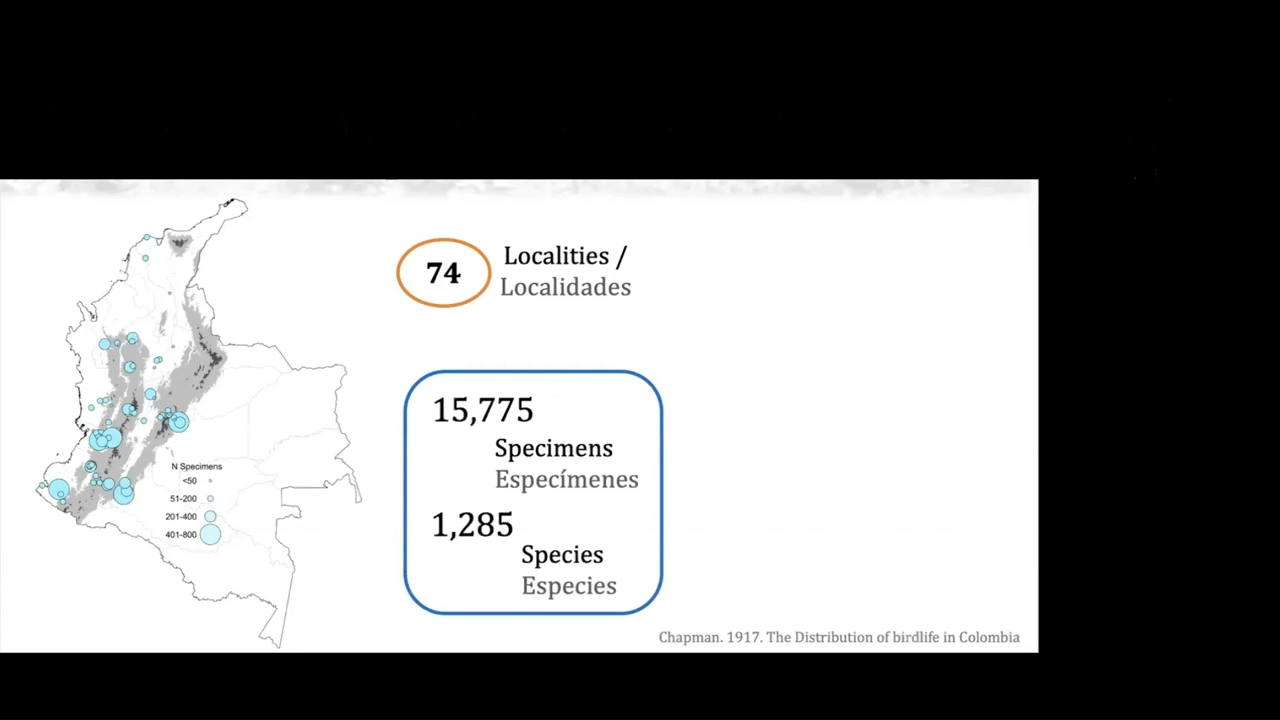 74
Localities /
Localidades
15,775
Specimens
Especímenes
1,285
Species
Especies
N Specimens
<50
51-200
201-400
401-800
Chapman. 1917. The Distribution of birdlife in Colombia